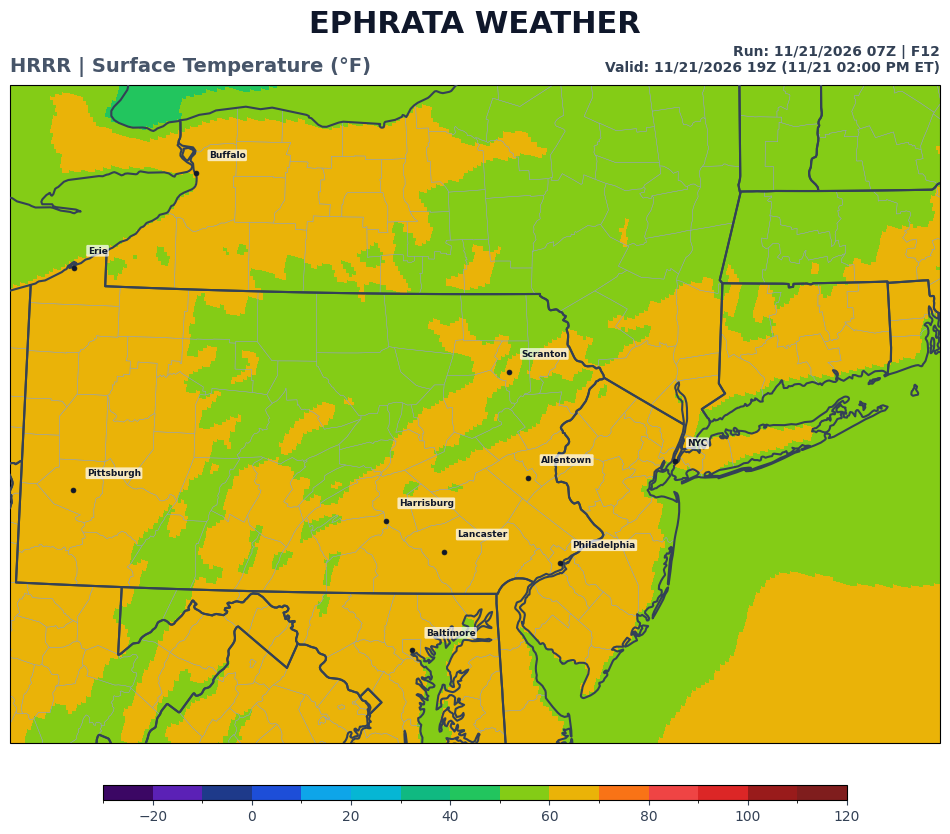 EPHRATA WEATHER
HRRR | Surface Temperature (°F)
Run: 11/21/2026 07Z | F12
Valid: 11/21/2026 19Z (11/21 02:00 PM ET)
Buffalo
Erie
Scranton
NYC
Allentown
Pittsburgh
Harrisburg
Lancaster
Philadelphia
Baltimore
−20 0 20 40 60 80 100 120